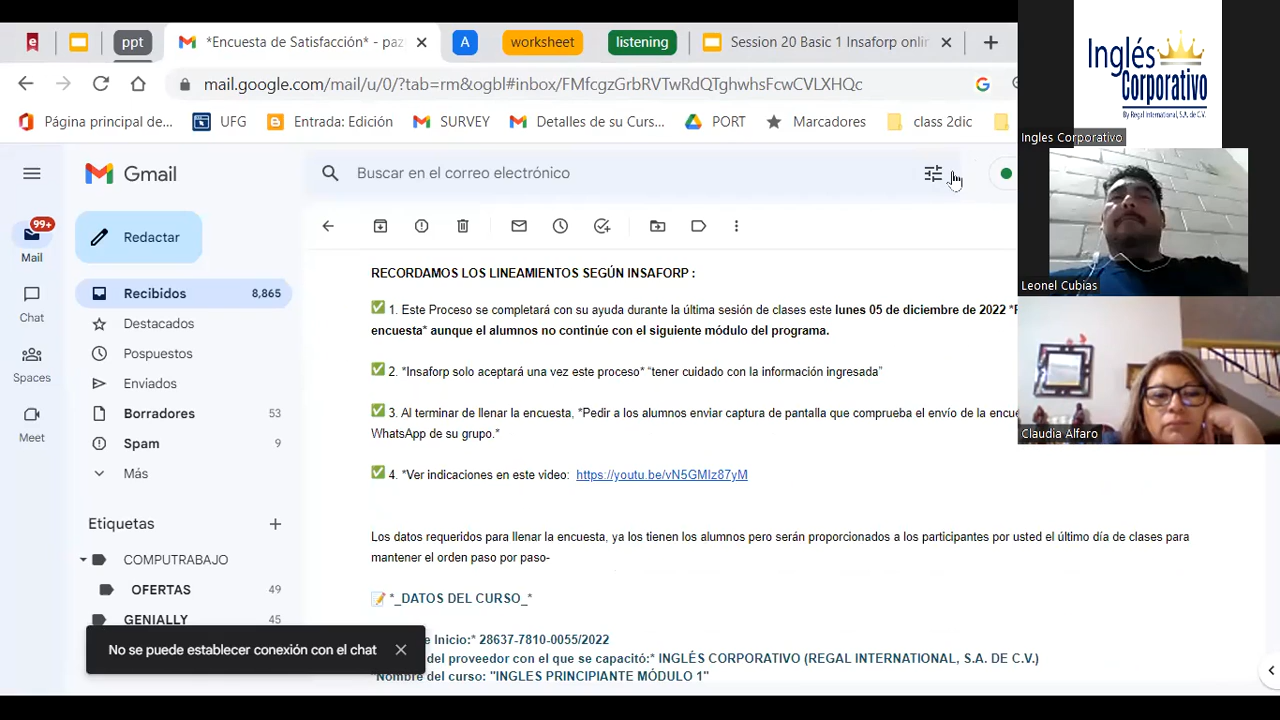 ppt
*Encuesta de Satisfacción* - paz
A
worksheet
listening
Session 20 Basic 1 Insaforp onlin
mail.google.com/mail/u/0/?tab=rm&ogbl#inbox/FMfcgzGrbRVTwRdQTghwhsFcwCVLXHQc
Página principal de...
UFG
Entrada: Edición
SURVEY
Detalles de su Curs...
PORT
Marcadores
class 2dic
Gmail
Buscar en el correo electrónico
99+
Mail
Chat
Spaces
Meet
Redactar
Recibidos 8,865
Destacados
Pospuestos
Enviados
Borradores 53
Spam 9
Más
Etiquetas
COMPUTRABAJO
OFERTAS 49
GENIALLY 45
RECORDAMOS LOS LINEAMIENTOS SEGÚN INSAFORP :
1. Este Proceso se completará con su ayuda durante la última sesión de clases este lunes 05 de diciembre de 2022
encuesta* aunque el alumnos no continúe con el siguiente módulo del programa.
2. *Insaforp solo aceptará una vez este proceso* “tener cuidado con la información ingresada”
3. Al terminar de llenar la encuesta, *Pedir a los alumnos enviar captura de pantalla que comprueba el envío de la encue
WhatsApp de su grupo.*
4. *Ver indicaciones en este video: https://youtu.be/vN5GMIz87yM
Los datos requeridos para llenar la encuesta, ya los tienen los alumnos pero serán proporcionados a los participantes por usted el último día de clases para
mantener el orden paso por paso-
*_DATOS DEL CURSO_*
e Inicio:* 28637-7810-0055/2022
del proveedor con el que se capacitó:* INGLÉS CORPORATIVO (REGAL INTERNATIONAL, S.A. DE C.V.)
*Nombre del curso: "INGLES PRINCIPIANTE MÓDULO 1"
No se puede establecer conexión con el chat
Inglés
Corporativo
By Regal International, S.A. de C.V.
Ingles Corporativo
Leonel Cubias
Claudia Alfaro